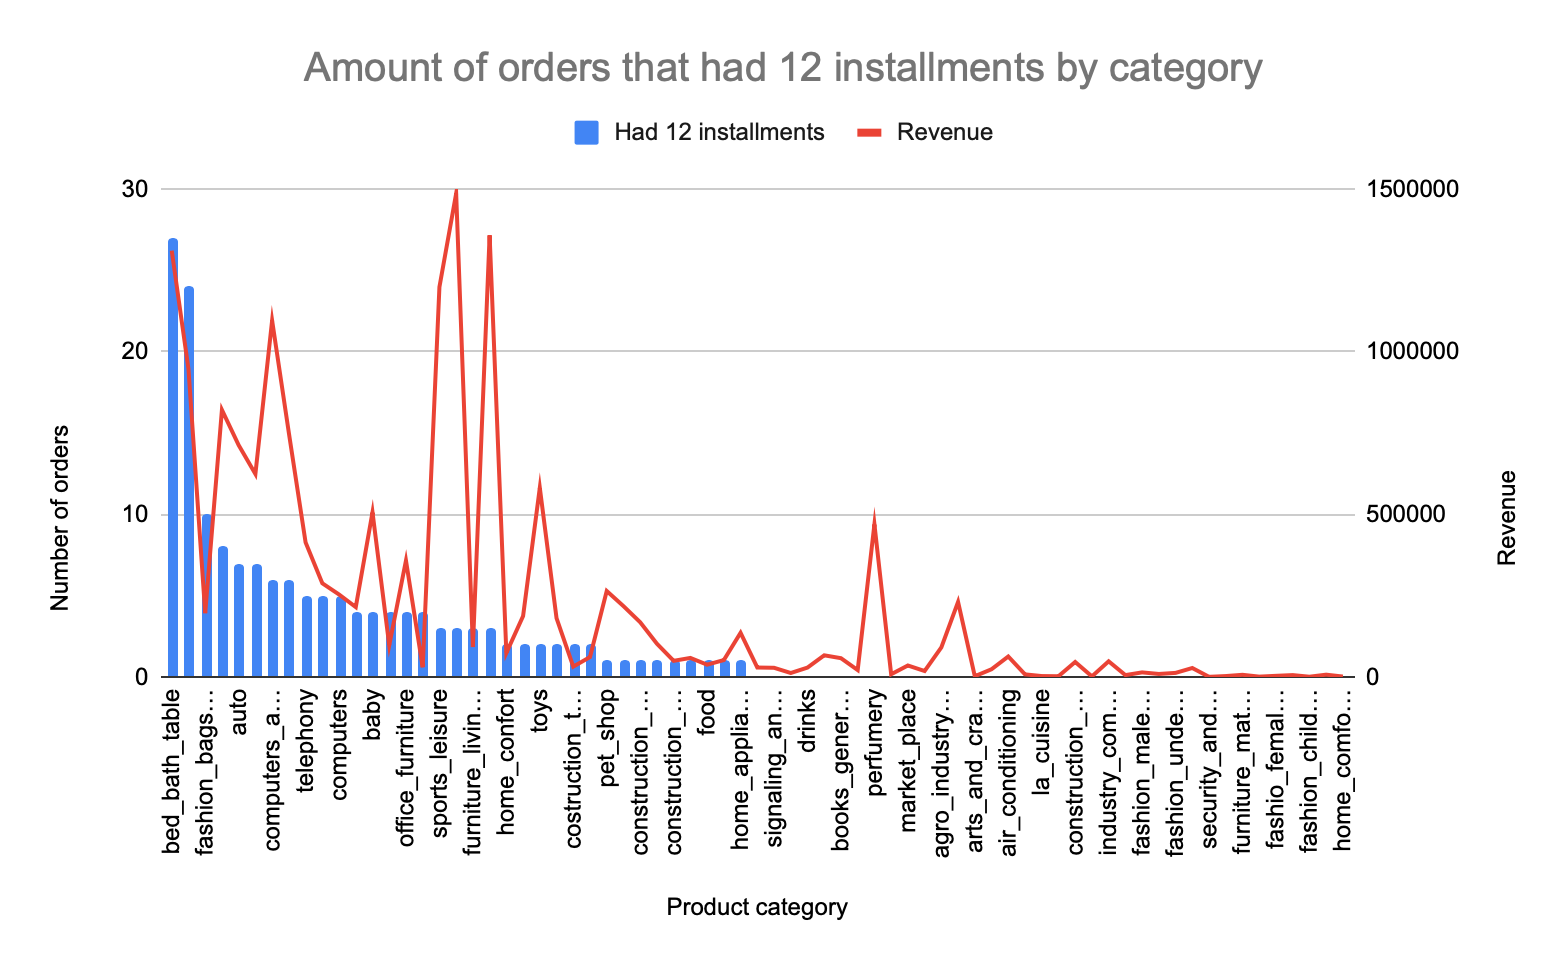 Amount of orders that had 12 installments by category
Had 12 installments
Revenue
30
20
10
0
1500000
1000000
500000
0
Number of orders
Revenue
bed_bath_table
fashion_bags…
auto
computers_a…
telephony
computers
baby
office_furniture
sports_leisure
furniture_livin…
home_confort
toys
costruction_t…
pet_shop
construction_…
construction_…
food
home_applia…
signaling_an…
drinks
books_gener…
perfumery
market_place
agro_industry…
arts_and_cra…
air_conditioning
la_cuisine
construction_…
industry_com…
fashion_male…
fashion_unde…
security_and…
furniture_mat…
fashio_femal…
fashion_child…
home_comfo…
Product category